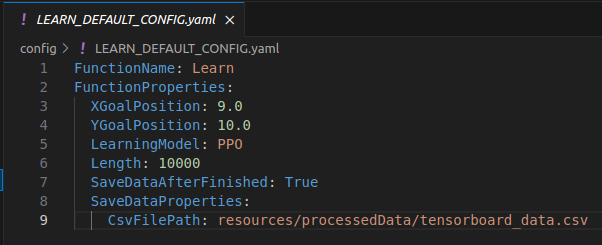 ! LEARN_DEFAULT_CONFIG.yaml ×
config > ! LEARN_DEFAULT_CONFIG.yaml
1 FunctionName: Learn
2 FunctionProperties:
3   XGoalPosition: 9.0
4   YGoalPosition: 10.0
5   LearningModel: PPO
6   Length: 10000
7   SaveDataAfterFinished: True
8   SaveDataProperties:
9     CsvFilePath: resources/processedData/tensorboard_data.csv